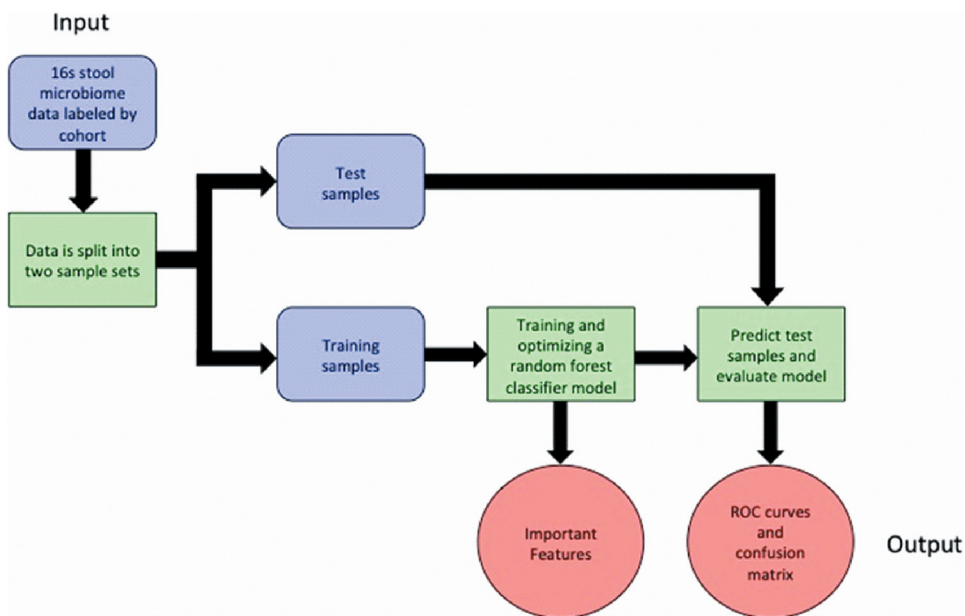 Input
16s stool
microbiome
data labeled by
cohort
Data is split into
two sample sets
Test
samples
Training
samples
Training and
optimizing a
random forest
classifier model
Predict test
samples and
evaluate model
Important
Features
ROC curves
and
confusion
matrix
Output